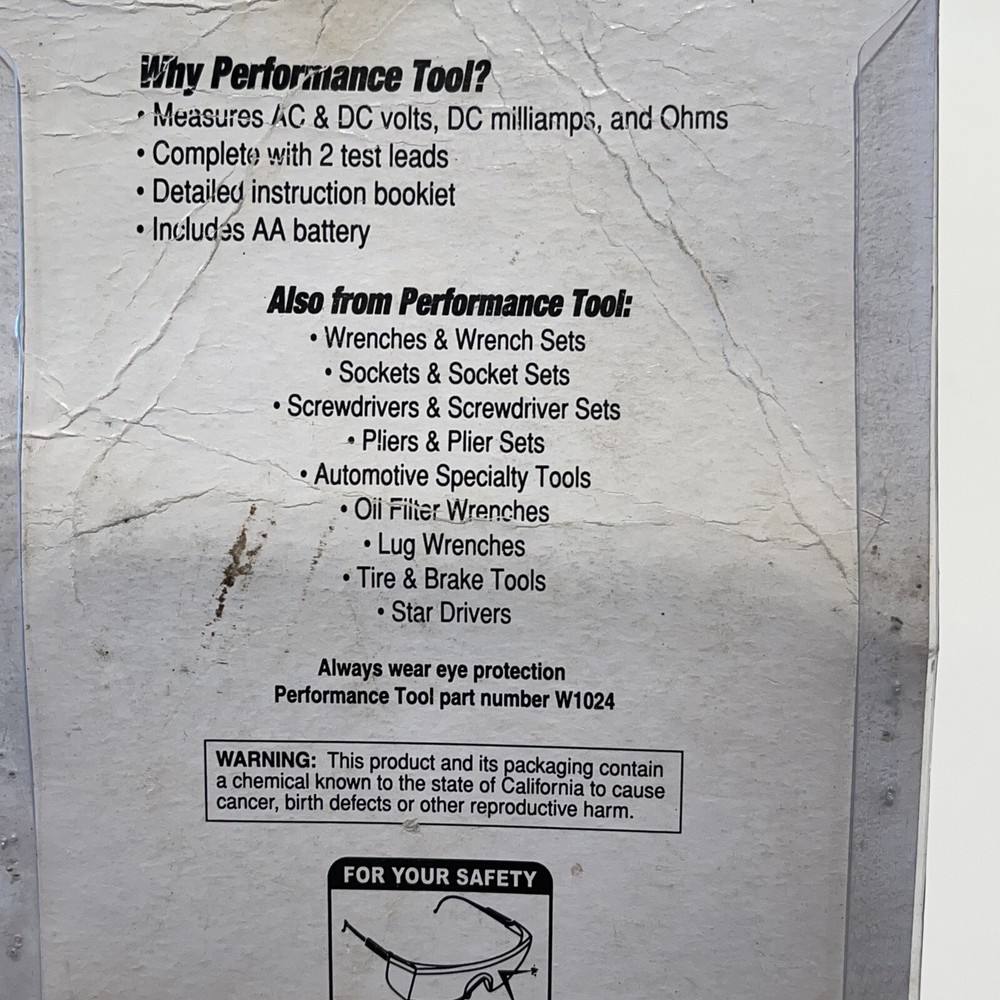 Why Performance Tool?
• Measures AC & DC volts, DC milliamps, and Ohms
• Complete with 2 test leads
• Detailed instruction booklet
• Includes AA battery
Also from Performance Tool:
• Wrenches & Wrench Sets
• Sockets & Socket Sets
• Screwdrivers & Screwdriver Sets
• Pliers & Plier Sets
• Automotive Specialty Tools
• Oil Filter Wrenches
• Lug Wrenches
• Tire & Brake Tools
• Star Drivers
Always wear eye protection
Performance Tool part number W1024
WARNING: This product and its packaging contain
a chemical known to the state of California to cause
cancer, birth defects or other reproductive harm.
FOR YOUR SAFETY